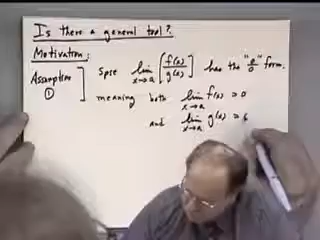 Is there a general tool?
Motivation:
Assumption ① ] Spse lim x→a [f(x)/g(x)] has the "0/0" form.
meaning both lim x→a f(x) = 0
and lim x→a g(x) =